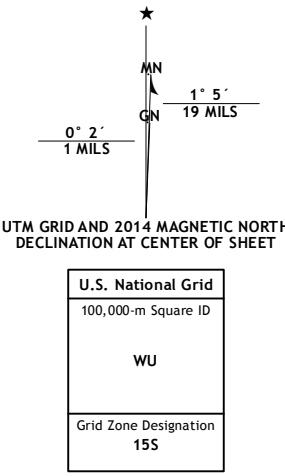 MN
1° 5´
19 MILS
GN
0° 2´
1 MILS
UTM GRID AND 2014 MAGNETIC NORTH
DECLINATION AT CENTER OF SHEET
U.S. National Grid
100,000-m Square ID
WU
Grid Zone Designation
15S